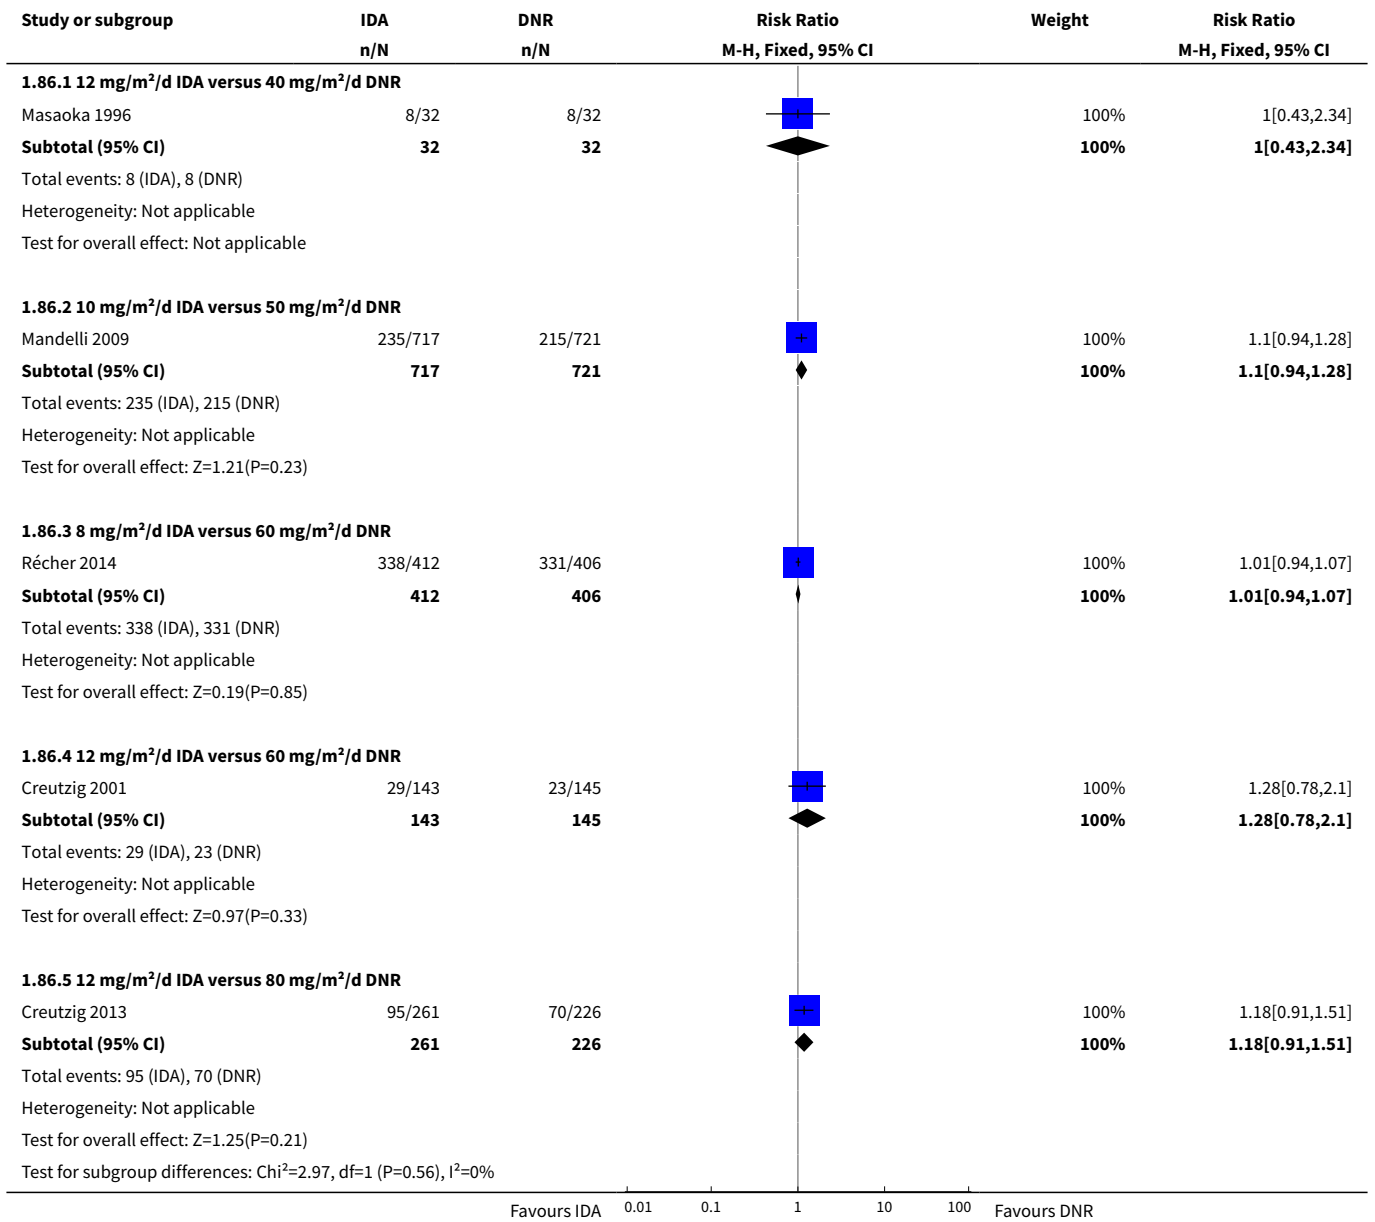 Study or subgroup IDA DNR Risk Ratio Weight Risk Ratio
n/N n/N M-H, Fixed, 95% CI M-H, Fixed, 95% CI
1.86.1 12 mg/m²/d IDA versus 40 mg/m²/d DNR
Masaoka 1996 8/32 8/32 100% 1[0.43,2.34]
Subtotal (95% CI) 32 32 100% 1[0.43,2.34]
Total events: 8 (IDA), 8 (DNR)
Heterogeneity: Not applicable
Test for overall effect: Not applicable
1.86.2 10 mg/m²/d IDA versus 50 mg/m²/d DNR
Mandelli 2009 235/717 215/721 100% 1.1[0.94,1.28]
Subtotal (95% CI) 717 721 100% 1.1[0.94,1.28]
Total events: 235 (IDA), 215 (DNR)
Heterogeneity: Not applicable
Test for overall effect: Z=1.21(P=0.23)
1.86.3 8 mg/m²/d IDA versus 60 mg/m²/d DNR
Récher 2014 338/412 331/406 100% 1.01[0.94,1.07]
Subtotal (95% CI) 412 406 100% 1.01[0.94,1.07]
Total events: 338 (IDA), 331 (DNR)
Heterogeneity: Not applicable
Test for overall effect: Z=0.19(P=0.85)
1.86.4 12 mg/m²/d IDA versus 60 mg/m²/d DNR
Creutzig 2001 29/143 23/145 100% 1.28[0.78,2.1]
Subtotal (95% CI) 143 145 100% 1.28[0.78,2.1]
Total events: 29 (IDA), 23 (DNR)
Heterogeneity: Not applicable
Test for overall effect: Z=0.97(P=0.33)
1.86.5 12 mg/m²/d IDA versus 80 mg/m²/d DNR
Creutzig 2013 95/261 70/226 100% 1.18[0.91,1.51]
Subtotal (95% CI) 261 226 100% 1.18[0.91,1.51]
Total events: 95 (IDA), 70 (DNR)
Heterogeneity: Not applicable
Test for overall effect: Z=1.25(P=0.21)
Test for subgroup differences: Chi²=2.97, df=1 (P=0.56), I²=0%
Favours IDA 0.01 0.1 1 10 100 Favours DNR